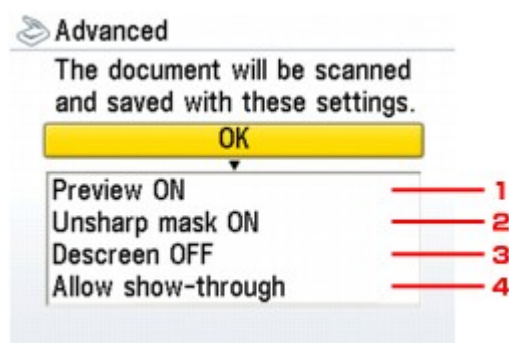 Advanced
The document will be scanned
and saved with these settings.
OK
Preview ON 1
Unsharp mask ON 2
Descreen OFF 3
Allow show-through 4